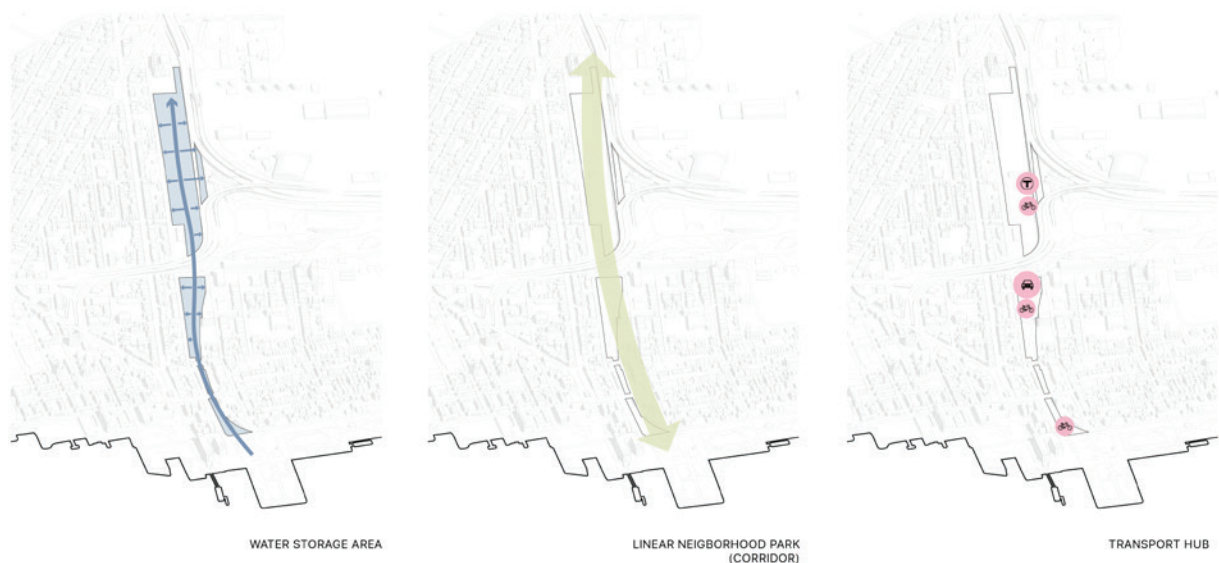 WATER STORAGE AREA
LINEAR NEIGBORHOOD PARK
(CORRIDOR)
TRANSPORT HUB